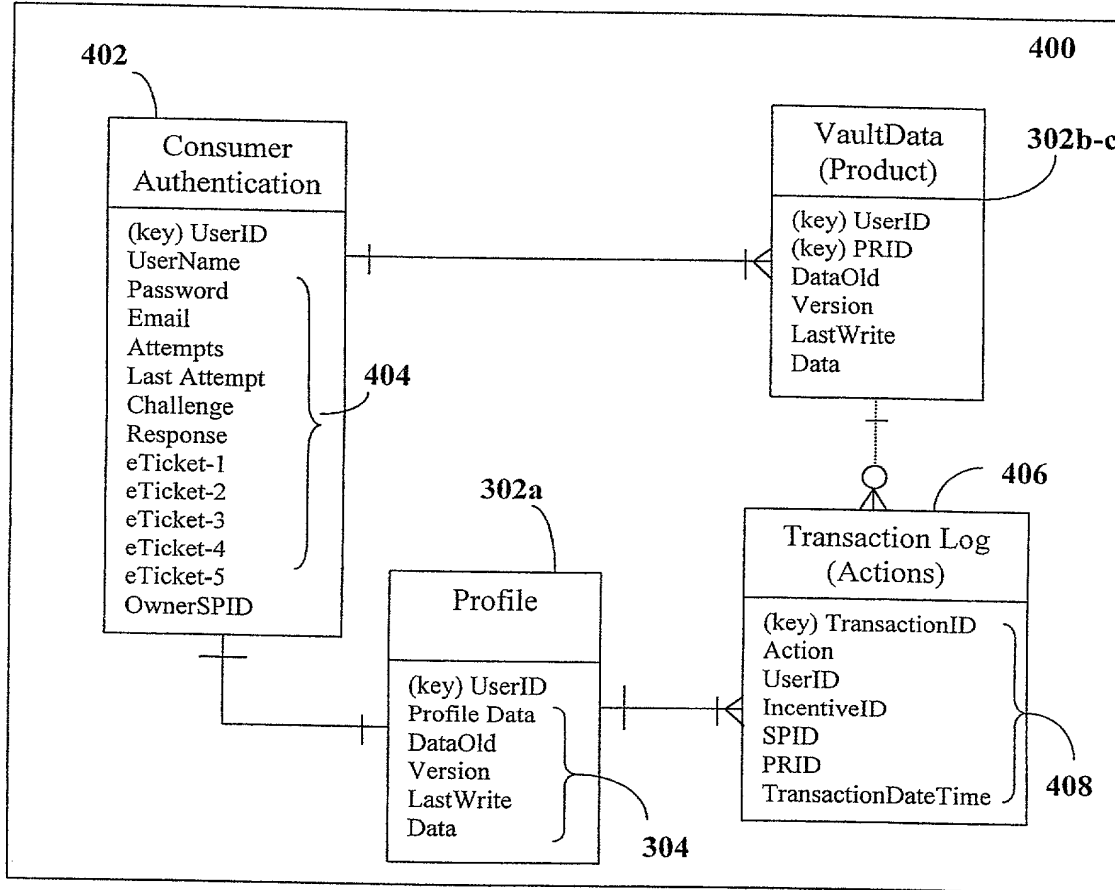 400
402
Consumer
Authentication
(key) UserID
UserName
Password
Email
Attempts
Last Attempt
Challenge
Response
eTicket-1
eTicket-2
eTicket-3
eTicket-4
eTicket-5
OwnerSPID
404
VaultData
(Product)
302b-c
(key) UserID
(key) PRID
DataOld
Version
LastWrite
Data
302a
Profile
(key) UserID
Profile Data
DataOld
Version
LastWrite
Data
304
406
Transaction Log
(Actions)
(key) TransactionID
Action
UserID
IncentiveID
SPID
PRID
TransactionDateTime
408